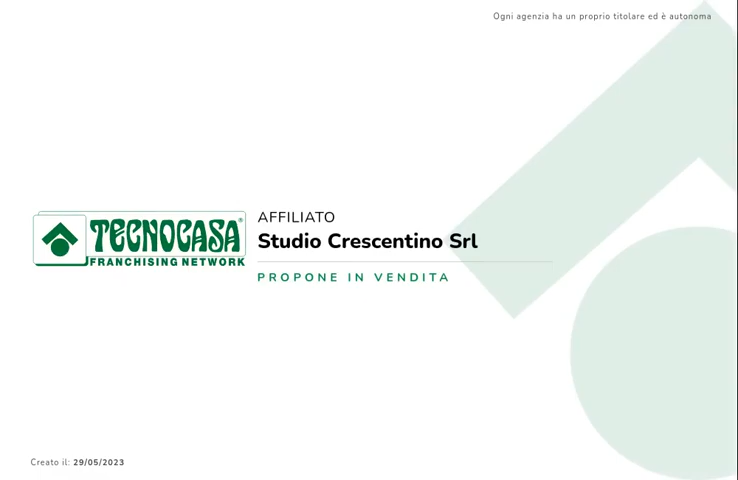 Ogni agenzia ha un proprio titolare ed è autonoma
TECNOCASA®
FRANCHISING NETWORK
AFFILIATO
Studio Crescentino Srl
PROPONE IN VENDITA
Creato il: 29/05/2023